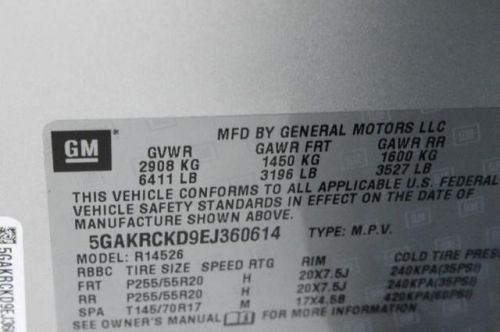 GM
MFD BY GENERAL MOTORS LLC
GVWR GAWR FRT GAWR RR
2908 KG 1450 KG 1600 KG
6411 LB 3196 LB 3527 LB
THIS VEHICLE CONFORMS TO ALL APPLICABLE U.S. FEDERAL
VEHICLE SAFETY STANDARDS IN EFFECT ON THE DATE OF
MANUFACTURE SHOWN ABOVE.
5GAKRCKD9EJ360614 TYPE: M.P.V.
MODEL: R14526
RBBC TIRE SIZE SPEED RTG RIM COLD TIRE PRES
FRT P255/55R20 H 20X7.5J 240KPA(35PSI)
RR P255/55R20 H 20X7.5J 240KPA(35PSI)
SPA T145/70R17 M 17X4.5B 420KPA(60PSI)
SEE OWNER'S MANUAL FOR MORE INFORMATION
5GAKRCKD9EJ36